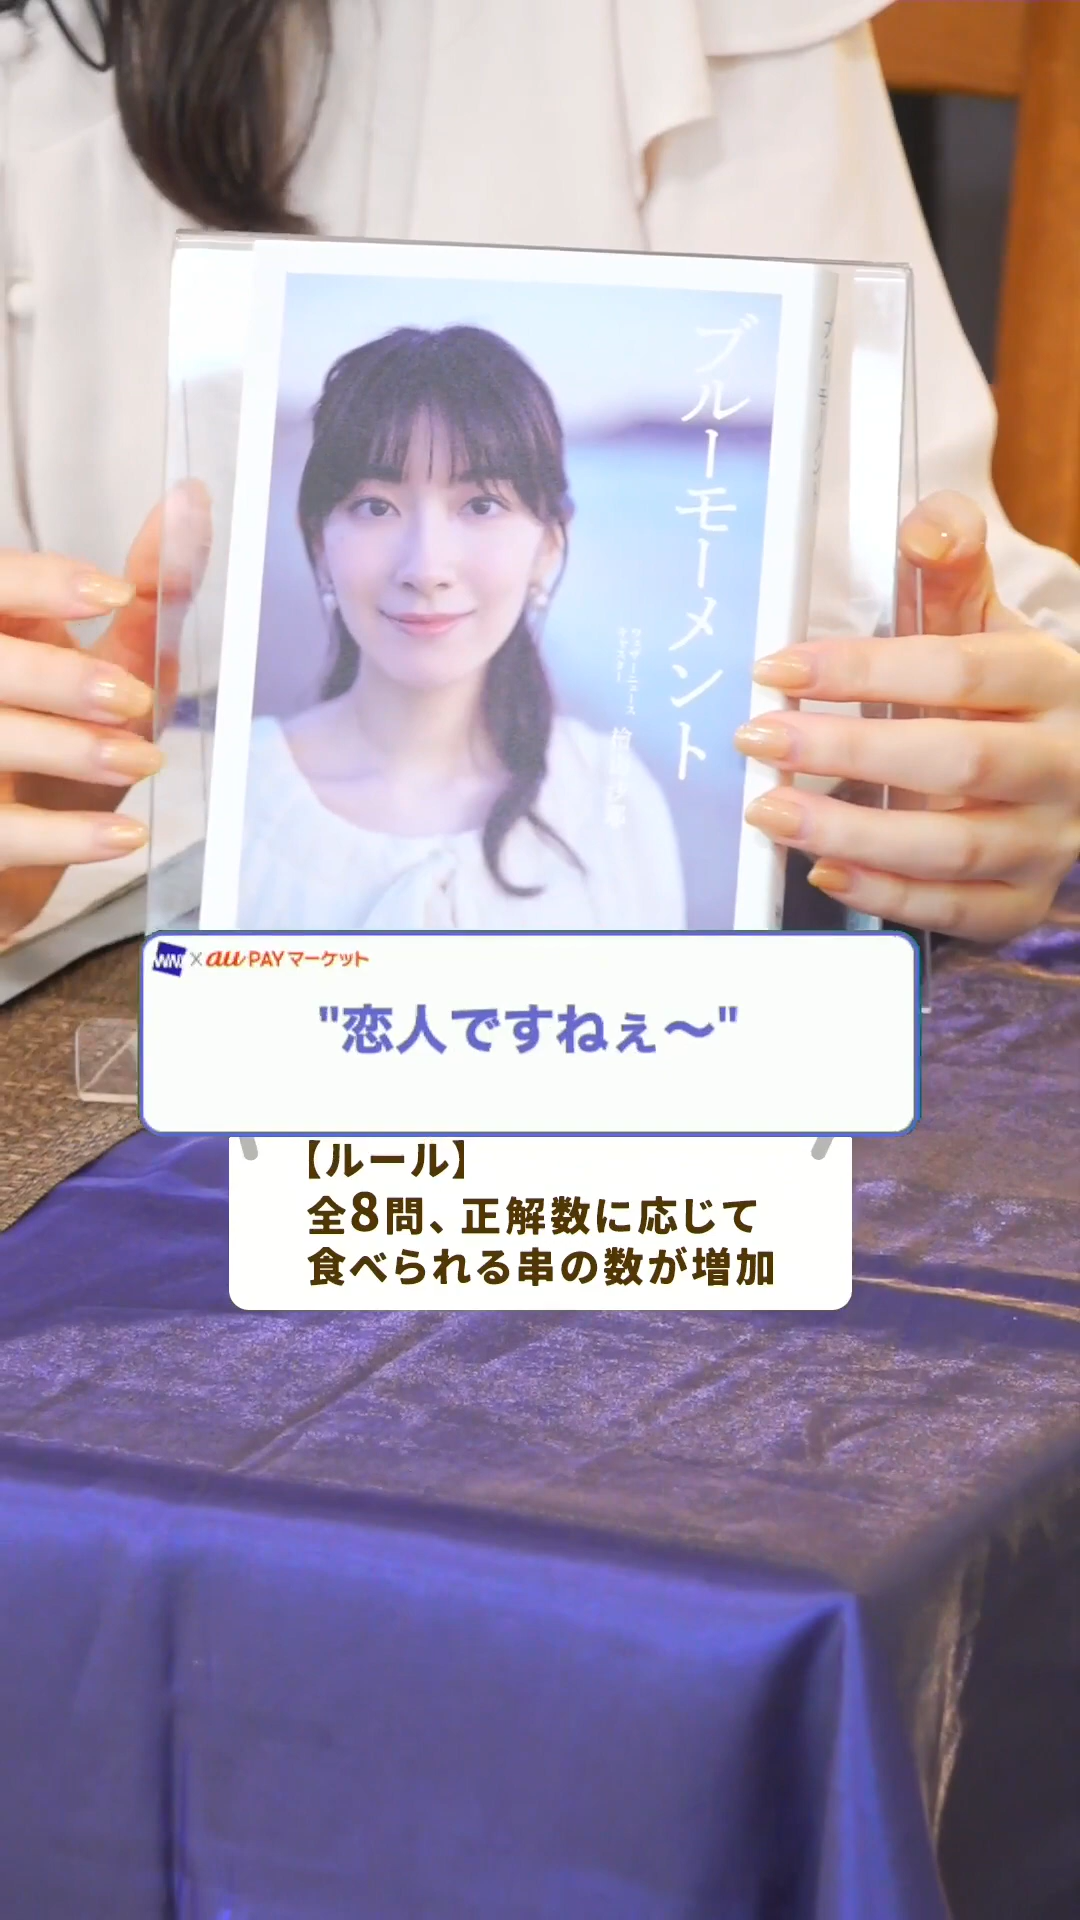 ブルーモーメント
ウェザーニュース
キャスター
WNI × au PAY マーケット
"恋人ですねぇ〜"
【ルール】
全8問、正解数に応じて
食べられる串の数が増加